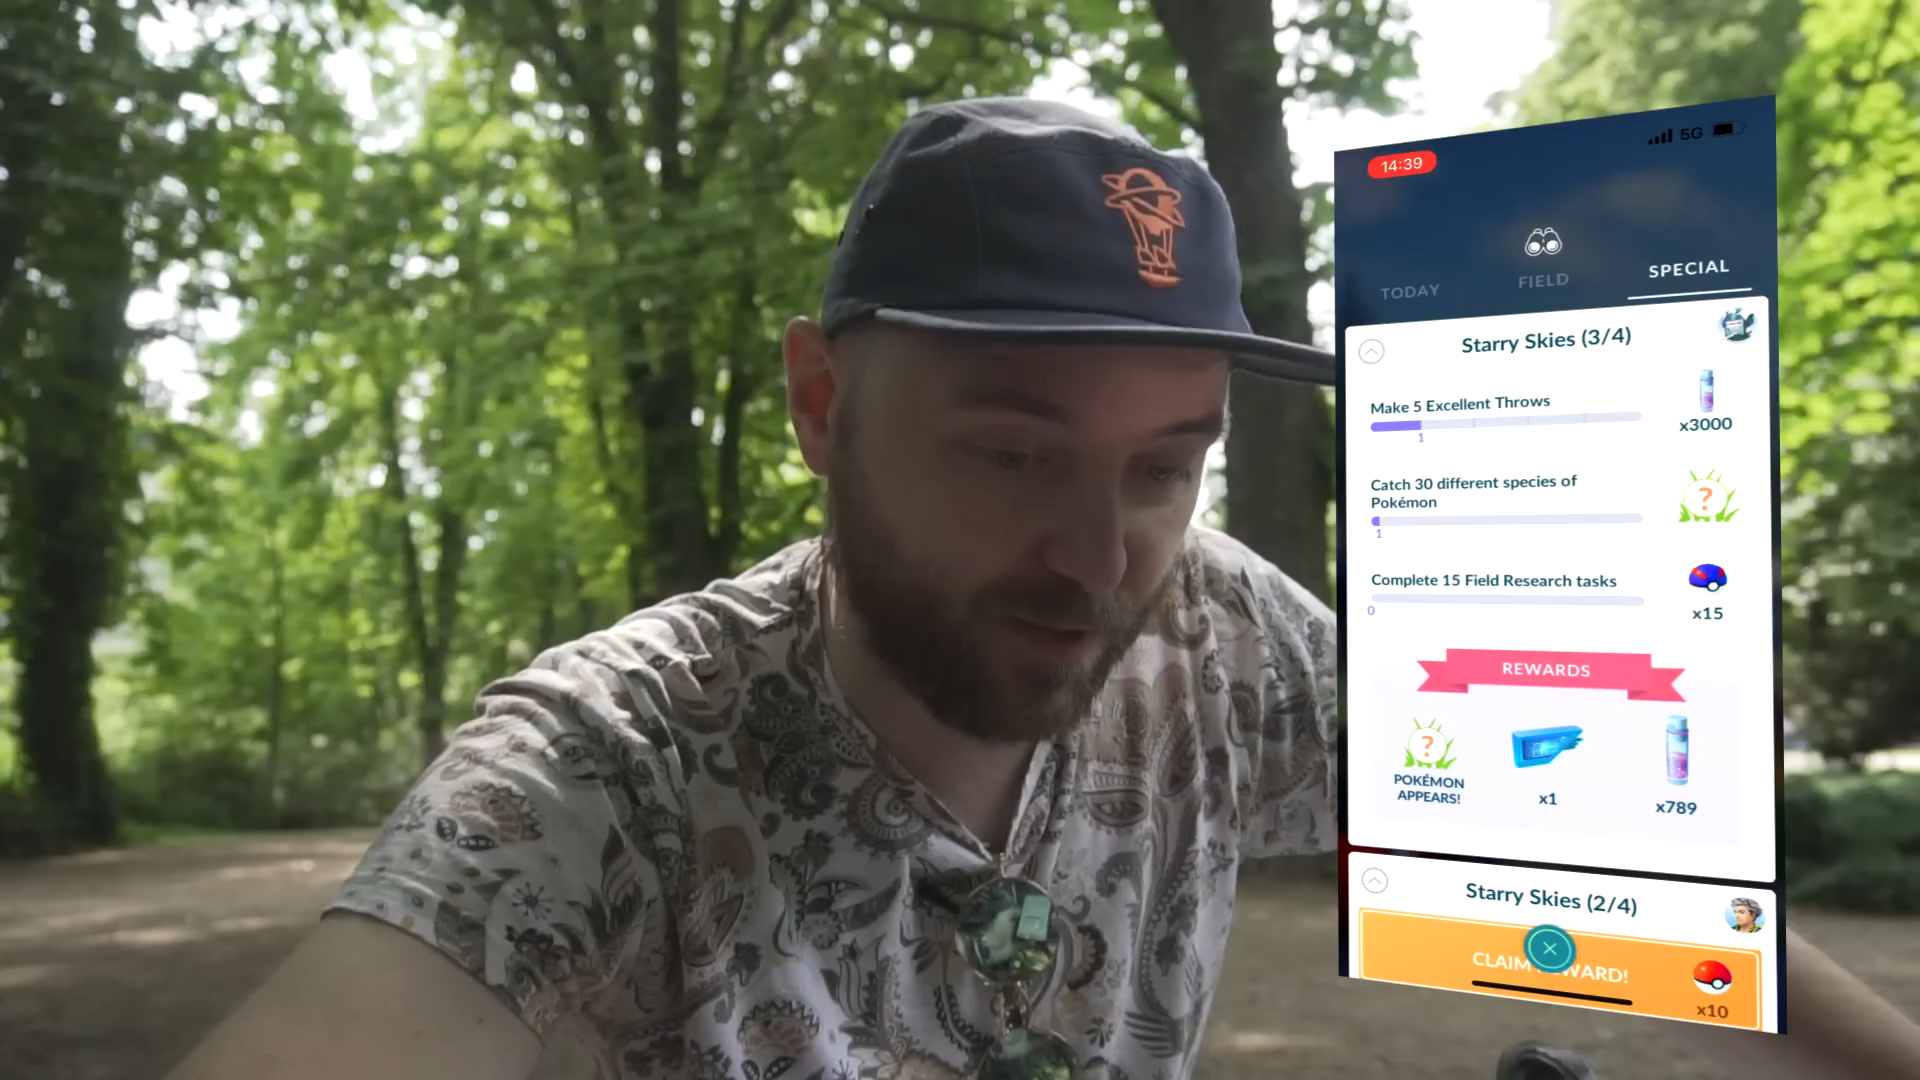 14:39
5G
TODAY
FIELD
SPECIAL
Starry Skies (3/4)
Make 5 Excellent Throws
1
x3000
Catch 30 different species of
Pokémon
1
Complete 15 Field Research tasks
0
x15
REWARDS
POKÉMON
APPEARS!
x1
x789
Starry Skies (2/4)
CLAIM REWARD!
x10